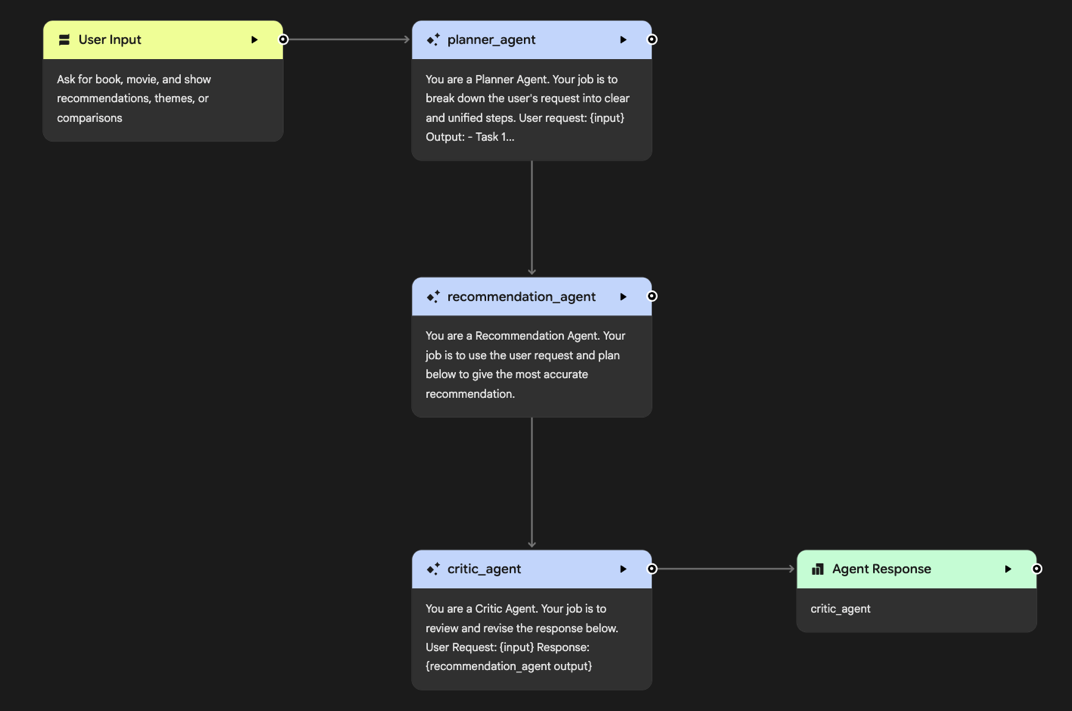 User Input
Ask for book, movie, and show
recommendations, themes, or
comparisons
planner_agent
You are a Planner Agent. Your job is to
break down the user's request into clear
and unified steps. User request: {input}
Output: - Task 1...
recommendation_agent
You are a Recommendation Agent. Your
job is to use the user request and plan
below to give the most accurate
recommendation.
critic_agent
You are a Critic Agent. Your job is to
review and revise the response below.
User Request: {input} Response:
{recommendation_agent output}
Agent Response
critic_agent